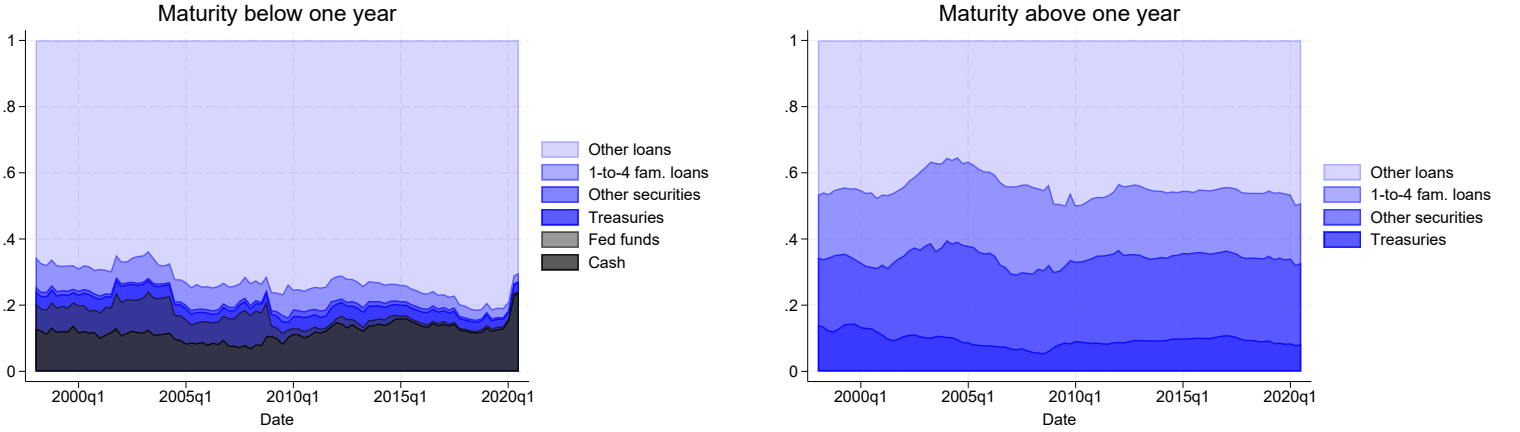 Maturity below one year
1
.8
.6
.4
.2
0
2000q1 2005q1 2010q1 2015q1 2020q1
Date
Other loans
1-to-4 fam. loans
Other securities
Treasuries
Fed funds
Cash
Maturity above one year
1
.8
.6
.4
.2
0
2000q1 2005q1 2010q1 2015q1 2020q1
Date
Other loans
1-to-4 fam. loans
Other securities
Treasuries